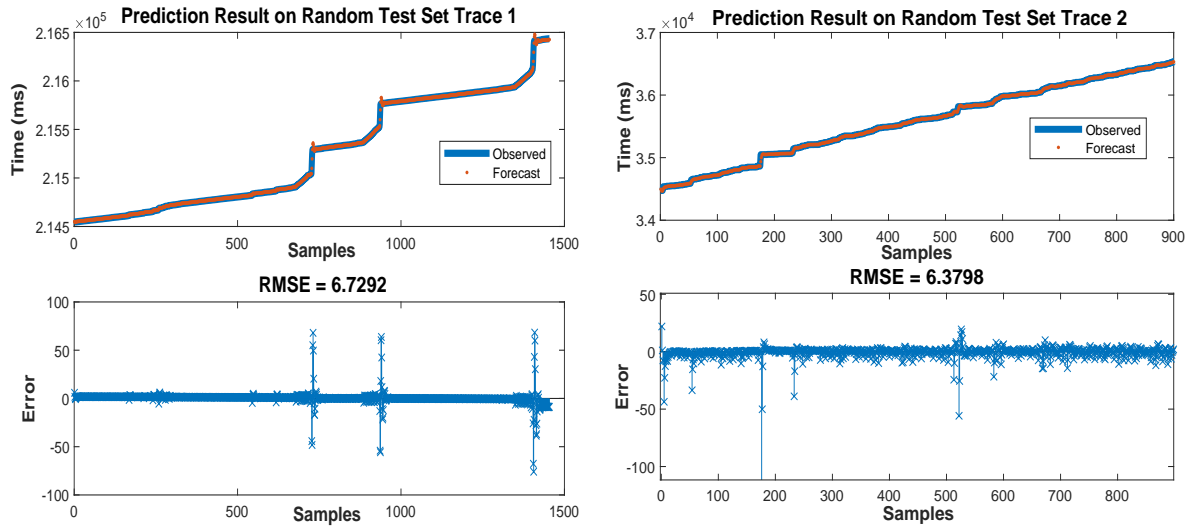 Prediction Result on Random Test Set Trace 1
×10⁵
2.165
2.16
2.155
2.15
2.145
Time (ms)
Observed
Forecast
0
500
1000
1500
Samples
Prediction Result on Random Test Set Trace 2
×10⁴
3.7
3.6
3.5
3.4
Time (ms)
Observed
Forecast
0
100
200
300
400
500
600
700
800
900
Samples
RMSE = 6.7292
100
50
0
-50
-100
Error
0
500
1000
1500
Samples
RMSE = 6.3798
50
0
-50
-100
Error
0
100
200
300
400
500
600
700
800
Samples